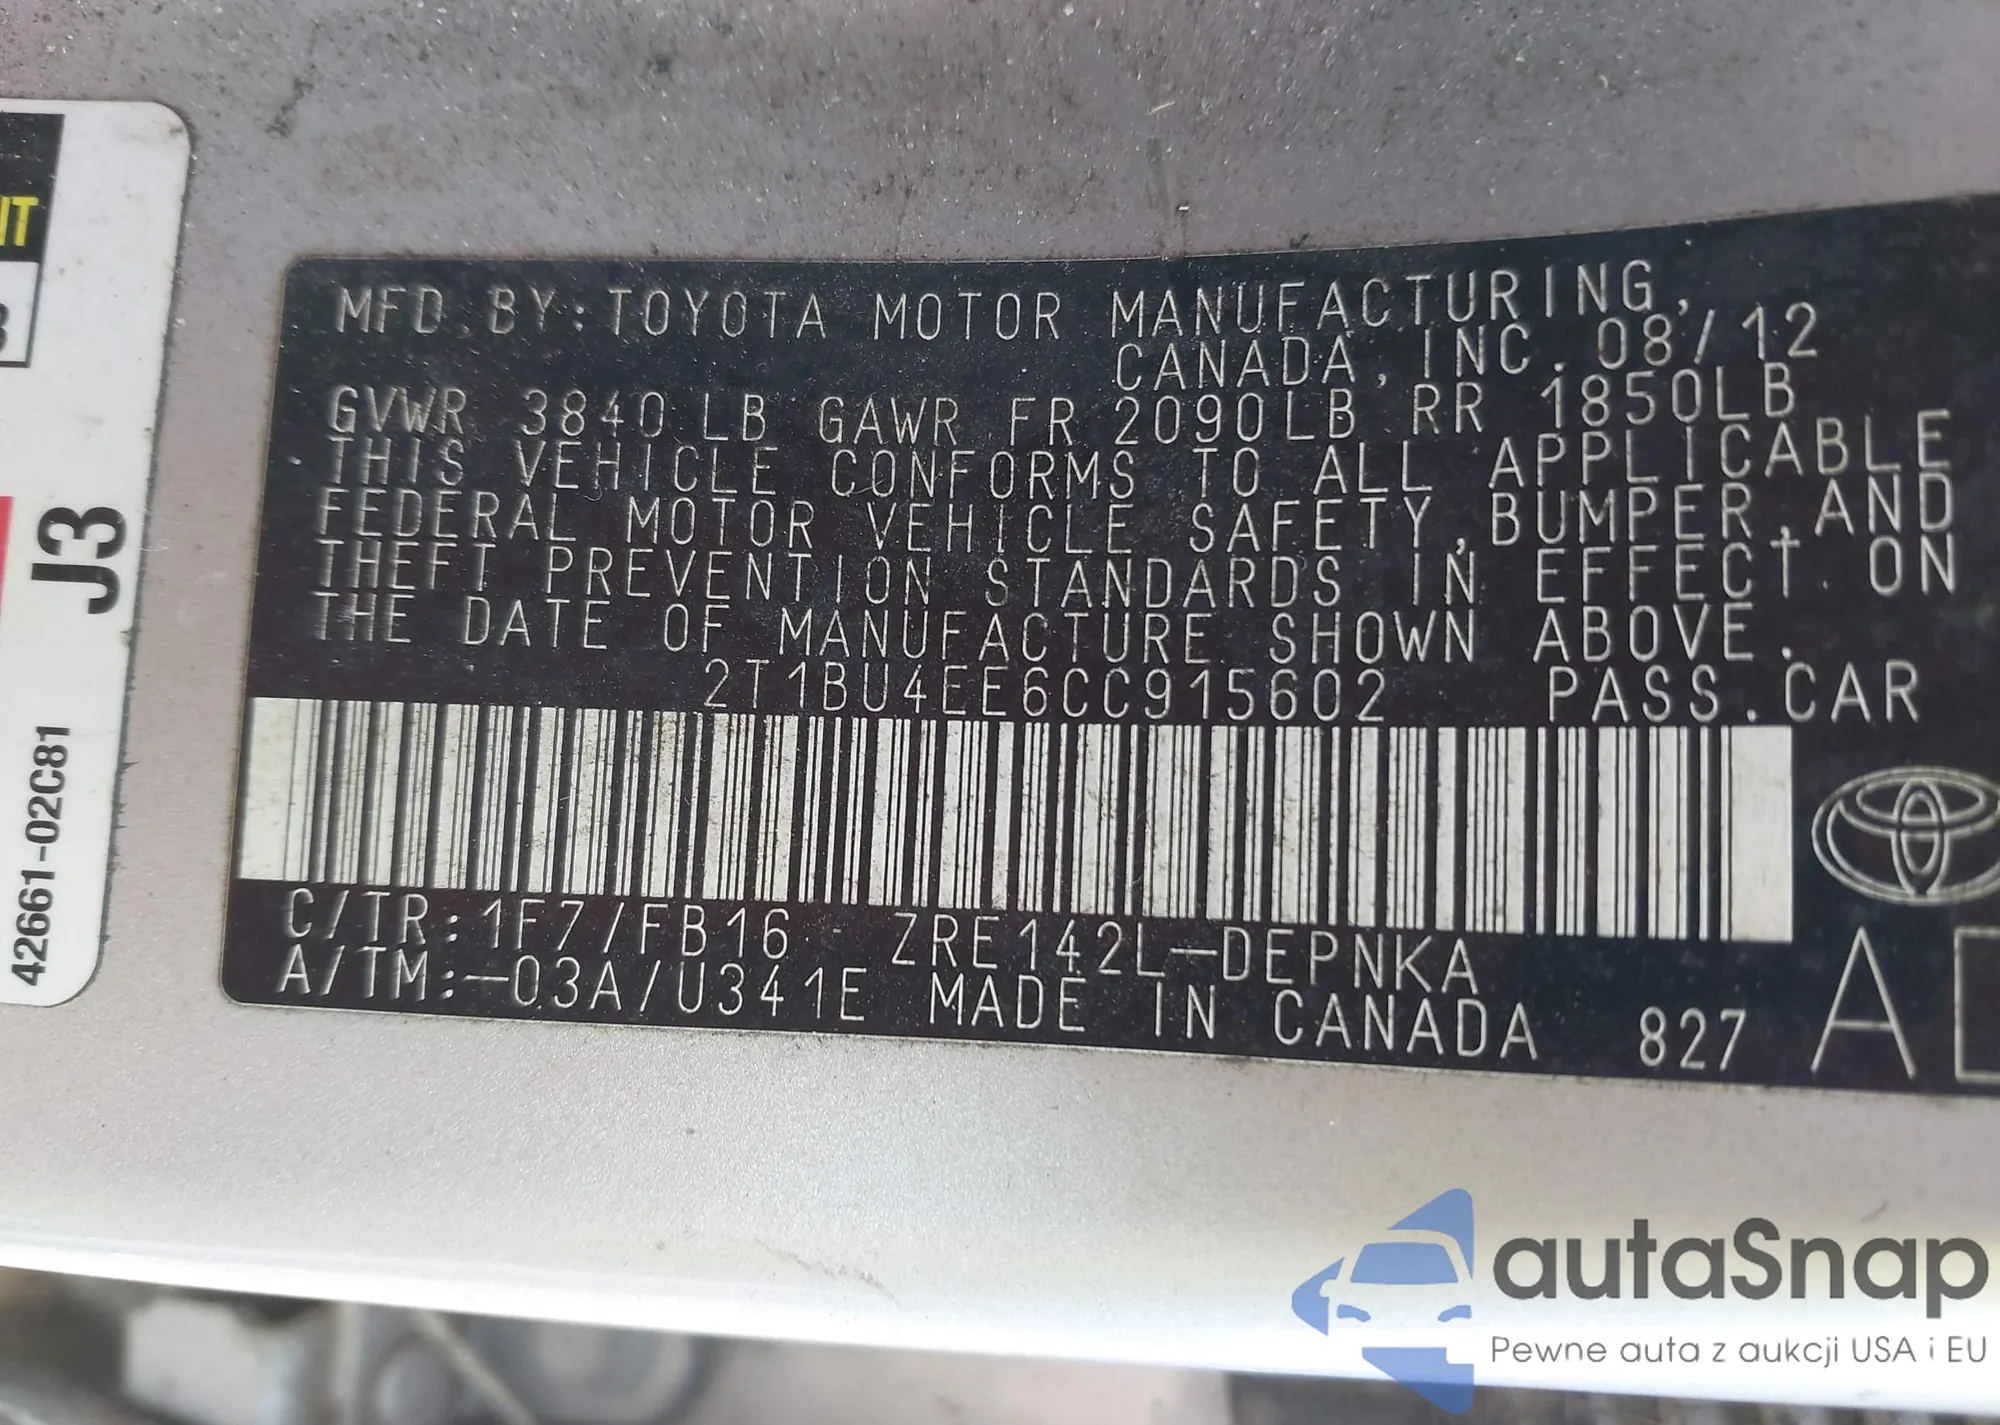 IT
3
J3
42661-02C81
MFD.BY:TOYOTA MOTOR MANUFACTURING,
CANADA, INC. 08/12
GVWR 3840 LB GAWR FR 2090LB RR 1850LB
THIS VEHICLE CONFORMS TO ALL APPLICABLE
FEDERAL MOTOR VEHICLE SAFETY, BUMPER, AND
THEFT PREVENTION STANDARDS IN EFFECT ON
THE DATE OF MANUFACTURE SHOWN ABOVE.
2T1BU4EE6CC915602 PASS.CAR
C/TR:1F7/FB16 ZRE142L-DEPNKA
A/TM:-03A/U341E MADE IN CANADA 827 A
autaSnap
Pewne auta z aukcji USA i EU